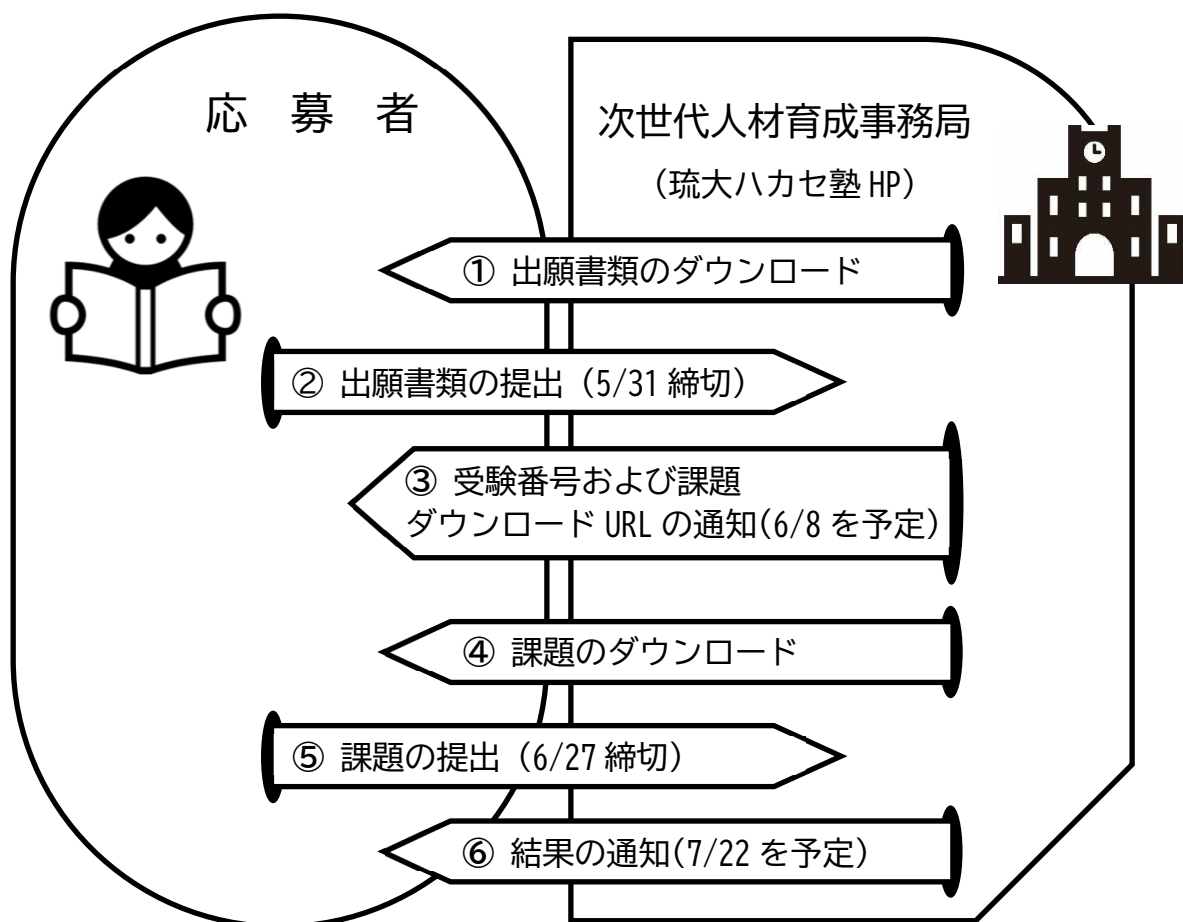 応 募 者
次世代人材育成事務局
（琉大ハカセ塾 HP）
① 出願書類のダウンロード
② 出願書類の提出（5/31 締切）
③ 受験番号および課題
ダウンロード URL の通知(6/8 を予定)
④ 課題のダウンロード
⑤ 課題の提出（6/27 締切）
⑥ 結果の通知(7/22 を予定)